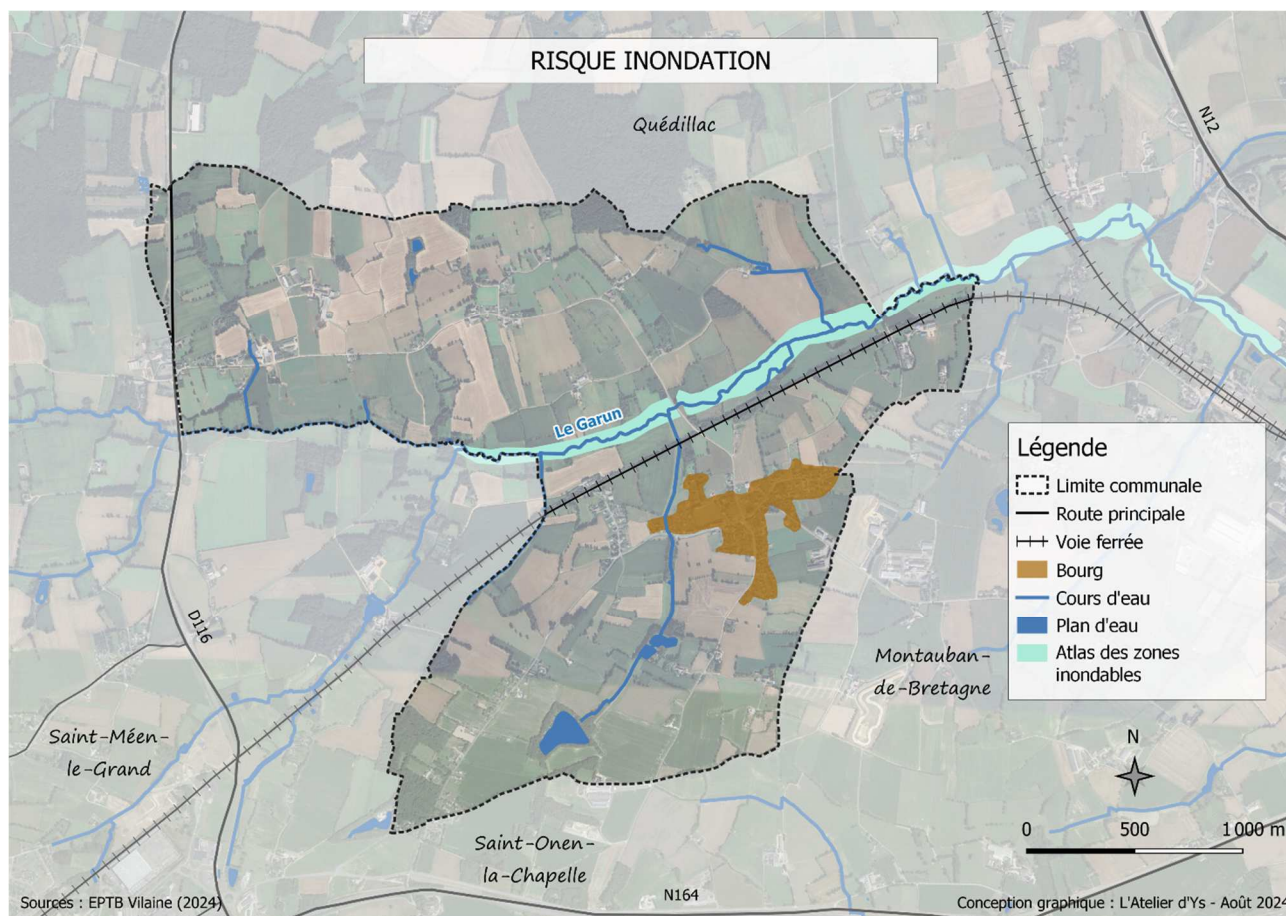 RISQUE INONDATION
Quédillac
N12
Le Garun
Légende
Limite communale
Route principale
Voie ferrée
Bourg
Cours d'eau
Plan d'eau
Atlas des zones
inondables
D116
Montauban-
de-Bretagne
Saint-Méen-
le-Grand
N
0 500 1 000 m
Saint-Onen-
la-Chapelle
N164
Sources : EPTB Vilaine (2024)
Conception graphique : L'Atelier d'Ys - Août 202